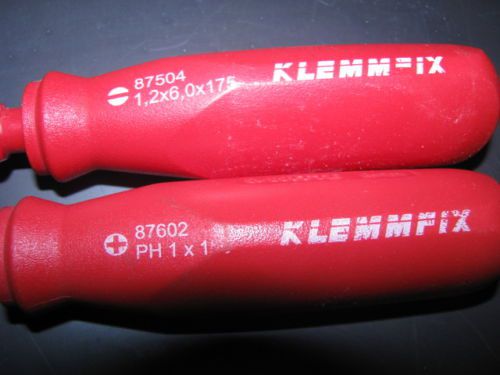 87504
1,2x6,0x175
KLEMMFIX
87602
PH 1 x 1
KLEMMFIX